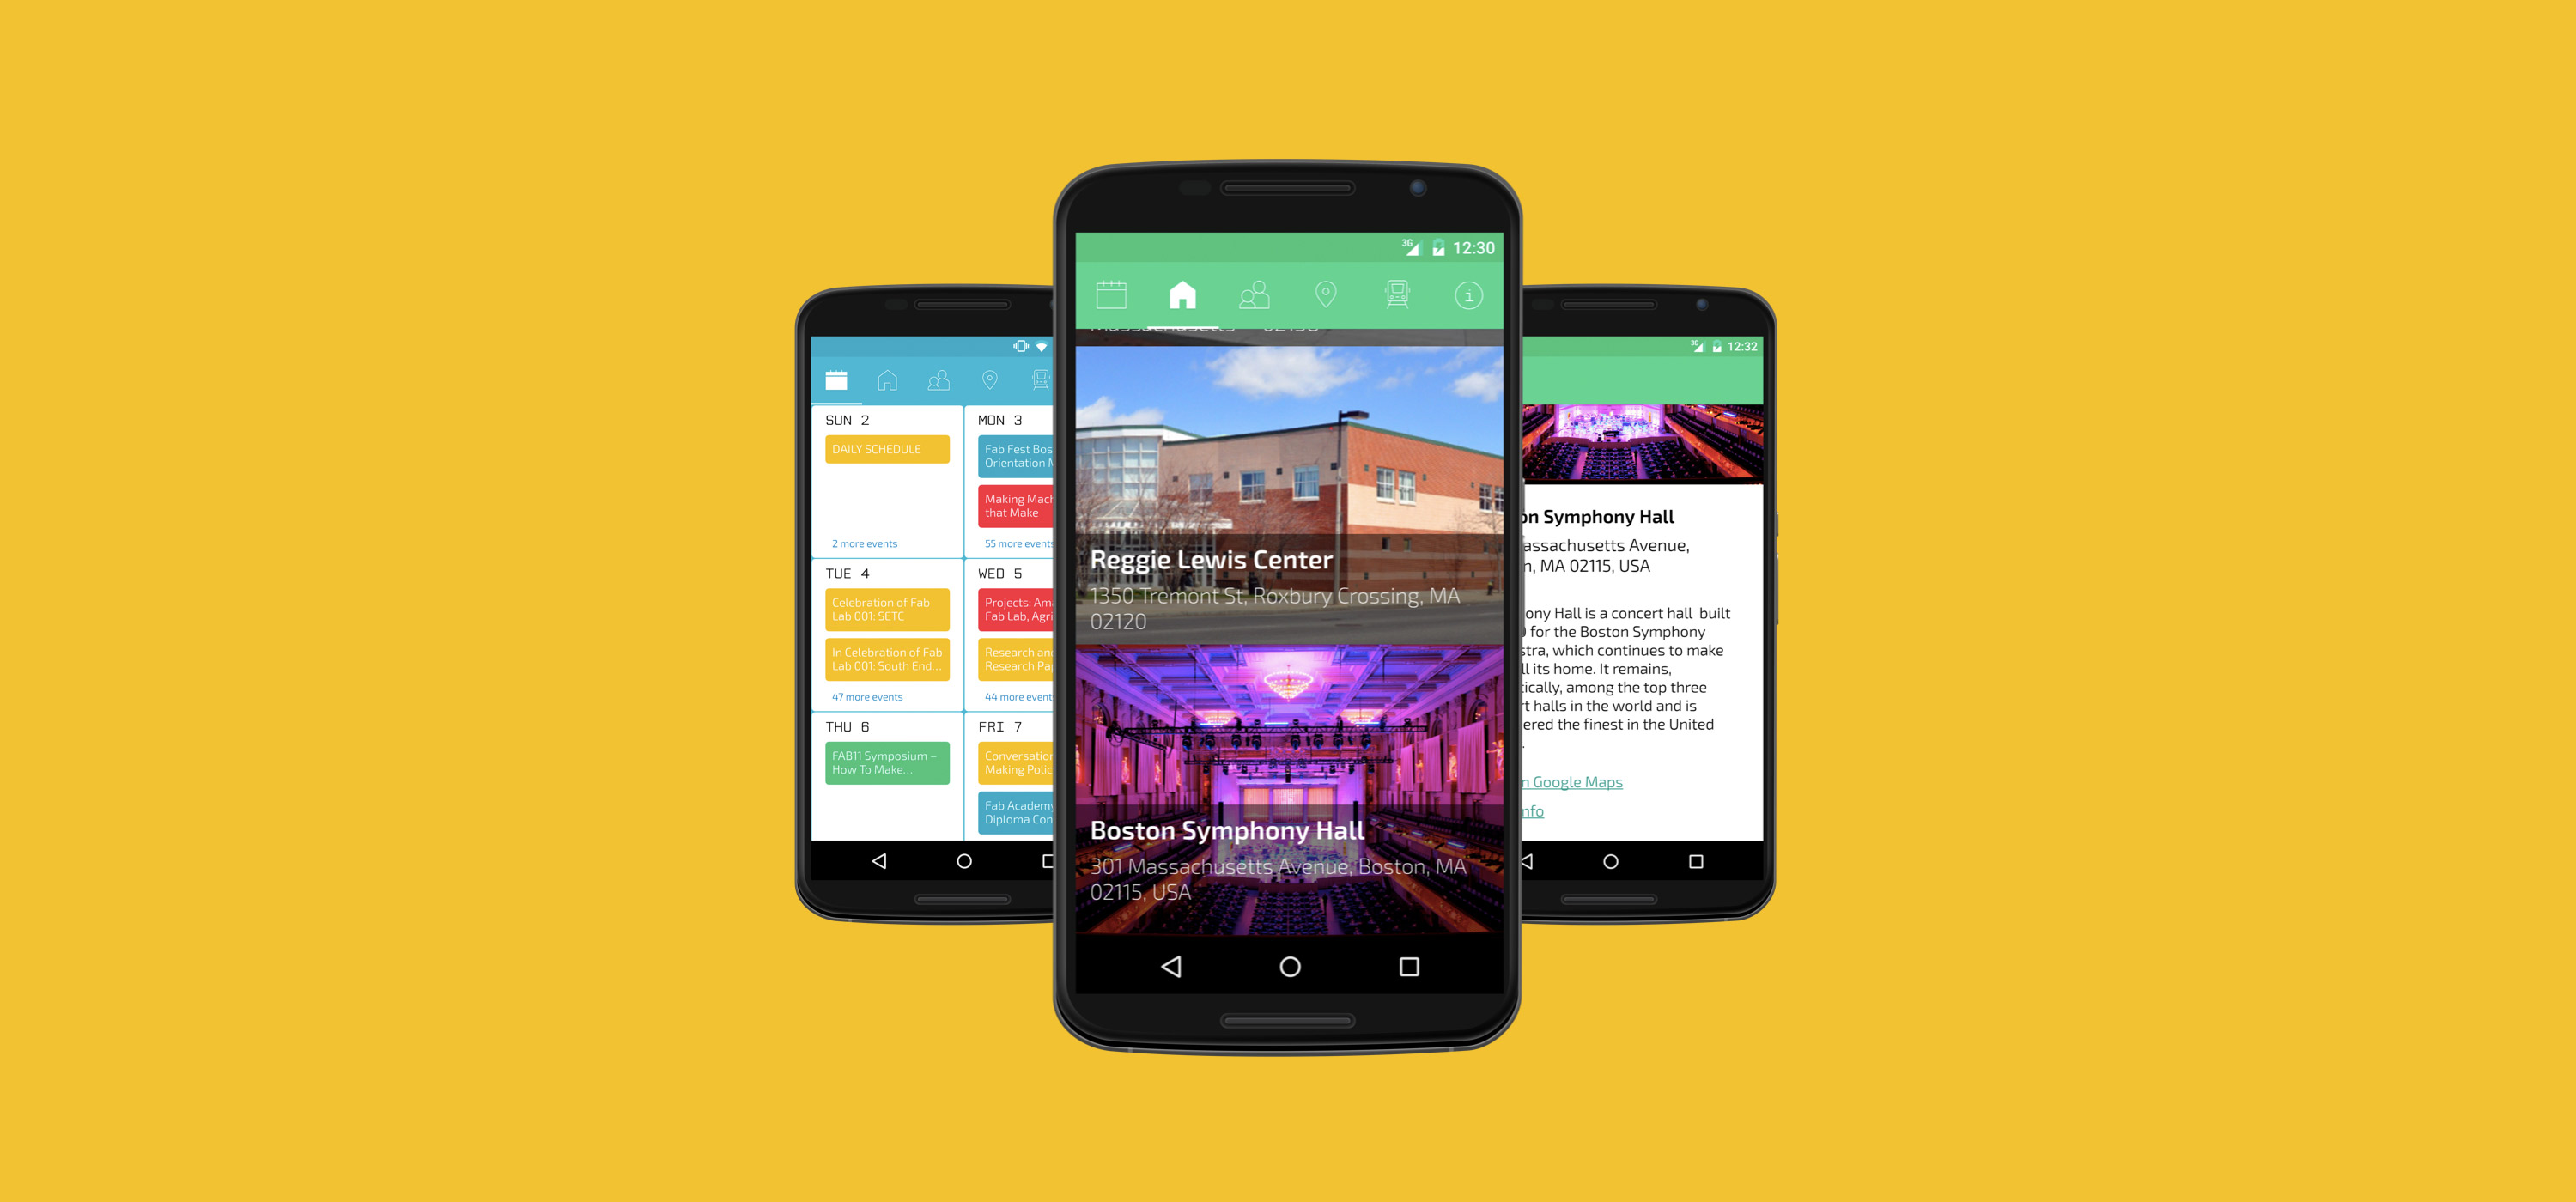 SUN 2
DAILY SCHEDULE
2 more events
MON 3
Fab Fest Bos
Orientation
Making Mach
that Make
55 more events
TUE 4
Celebration of Fab
Lab 001: SETC
In Celebration of Fab
Lab 001: South End...
47 more events
WED 5
Projects: Am
Fab Lab, Agri
Research an
Research Pa
44 more event
THU 6
FAB11 Symposium –
How To Make...
FRI 7
Conversation
Making Polic
Fab Academy
Diploma Con
3G 12:30
Reggie Lewis Center
1350 Tremont St, Roxbury Crossing, MA
02120
Boston Symphony Hall
301 Massachusetts Avenue, Boston, MA
02115, USA
3G 12:32
on Symphony Hall
assachusetts Avenue,
n, MA 02115, USA
ony Hall is a concert hall built
for the Boston Symphony
stra, which continues to make
ll its home. It remains,
ically, among the top three
rt halls in the world and is
ered the finest in the United
.
n Google Maps
nfo